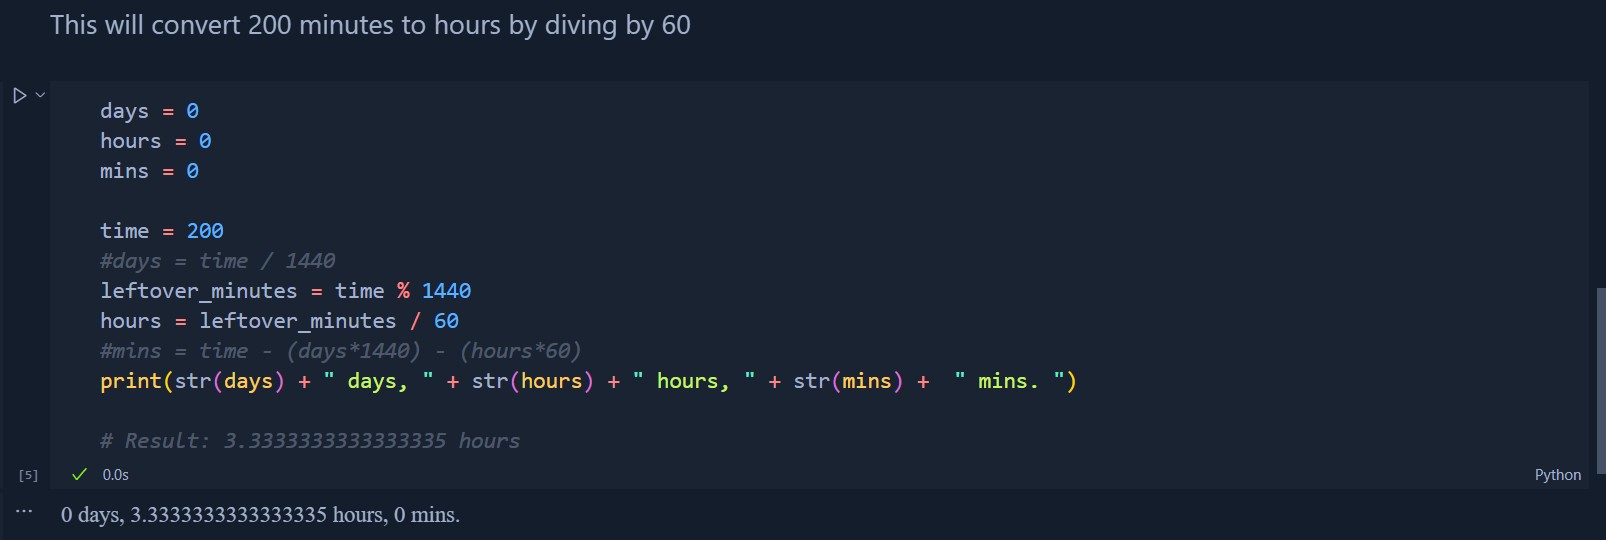 This will convert 200 minutes to hours by diving by 60
days = 0
hours = 0
mins = 0
time = 200
#days = time / 1440
leftover_minutes = time % 1440
hours = leftover_minutes / 60
#mins = time - (days*1440) - (hours*60)
print(str(days) + " days, " + str(hours) + " hours, " + str(mins) +  " mins. ")
# Result: 3.3333333333333335 hours
[5]
0.0s
Python
0 days, 3.3333333333333335 hours, 0 mins.